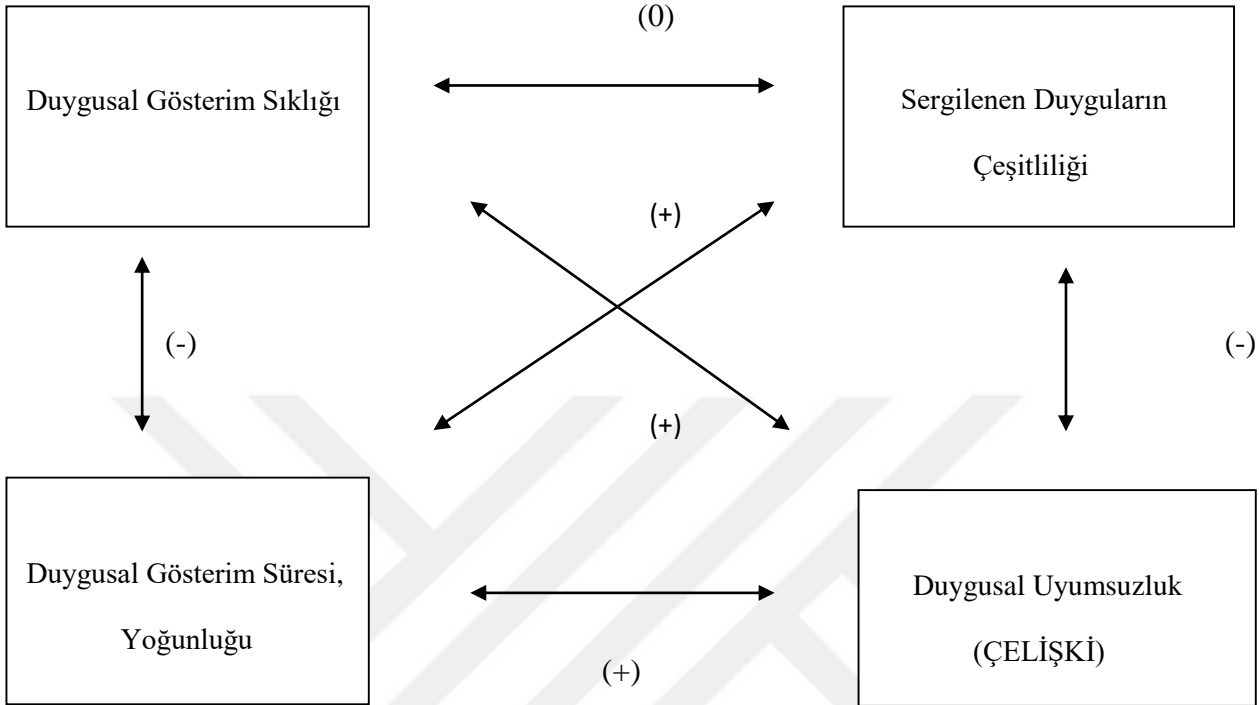 (0)
Duygusal Gösterim Sıklığı
Sergilenen Duyguların
Çeşitliliği
(+)
(-)
(-)
(+)
Duygusal Gösterim Süresi,
Yoğunluğu
Duygusal Uyumsuzluk
(ÇELİŞKİ)
(+)